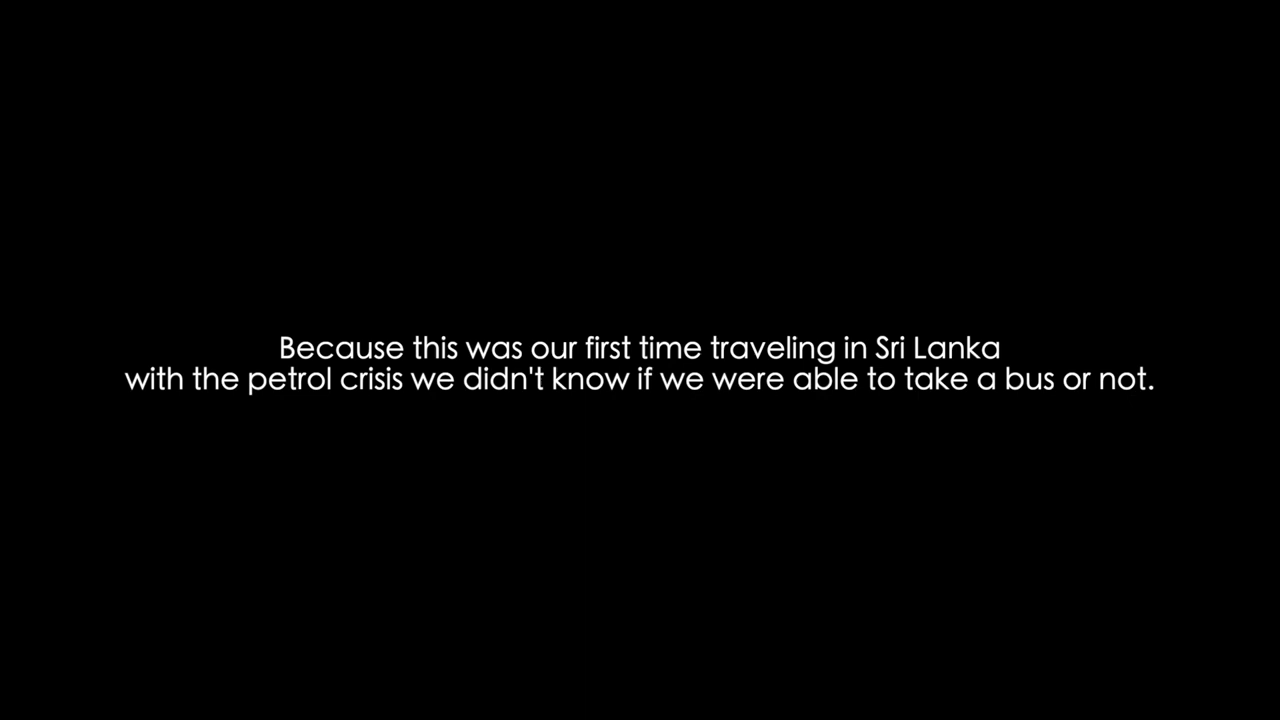 Because this was our first time traveling in Sri Lanka
with the petrol crisis we didn't know if we were able to take a bus or not.